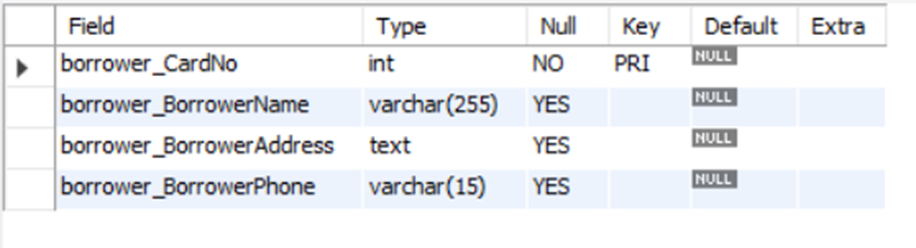 Field Type Null Key Default Extra
borrower_CardNo int NO PRI NULL
borrower_BorrowerName varchar(255) YES NULL
borrower_BorrowerAddress text YES NULL
borrower_BorrowerPhone varchar(15) YES NULL